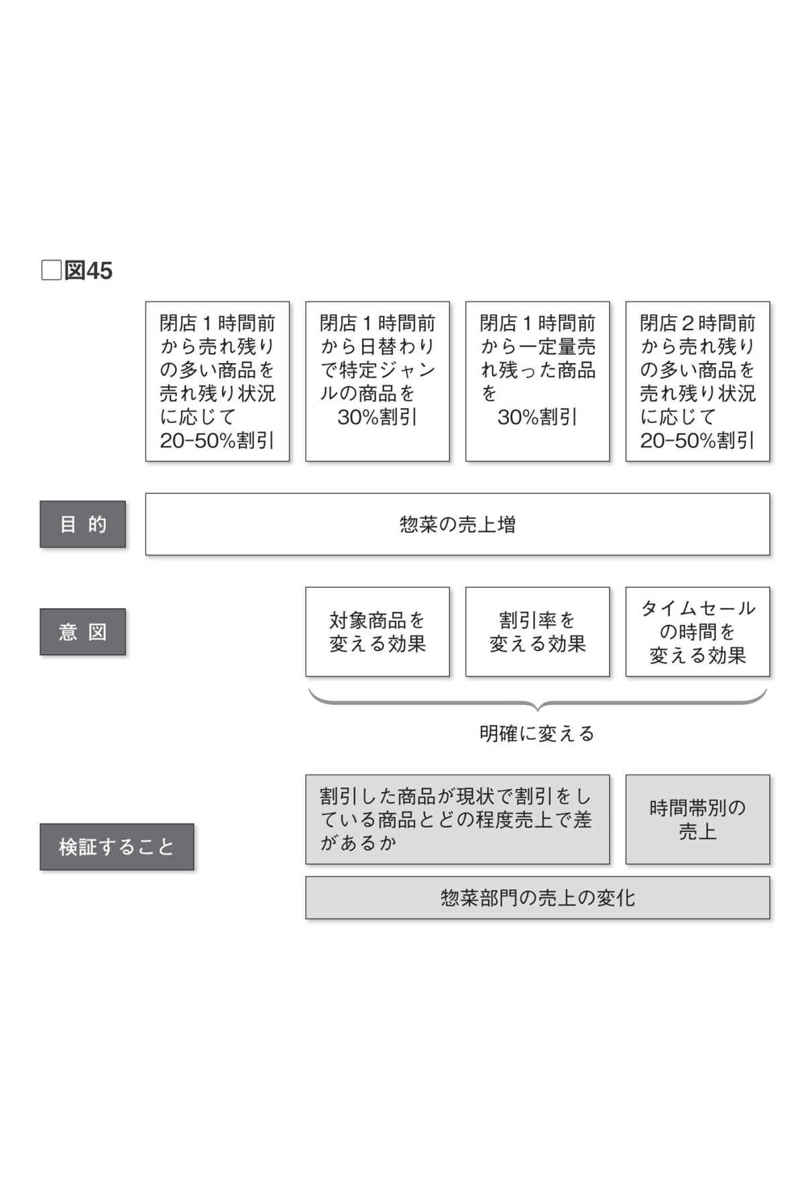 □図45
閉店１時間前
から売れ残り
の多い商品を
売れ残り状況
に応じて
20-50%割引
閉店１時間前
から日替わり
で特定ジャン
ルの商品を
30%割引
閉店１時間前
から一定量売
れ残った商品
を
30%割引
閉店２時間前
から売れ残り
の多い商品を
売れ残り状況
に応じて
20-50%割引
目的
惣菜の売上増
意図
対象商品を
変える効果
割引率を
変える効果
タイムセール
の時間を
変える効果
明確に変える
検証すること
割引した商品が現状で割引をし
ている商品とどの程度売上で差
があるか
時間帯別の
売上
惣菜部門の売上の変化